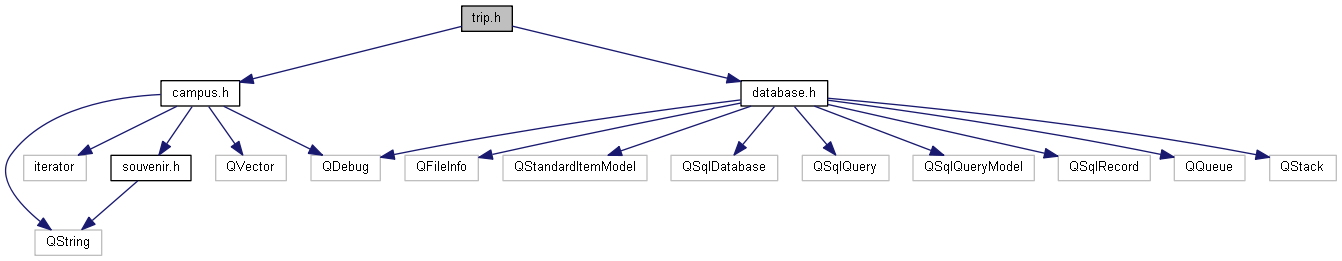 trip.h
campus.h
database.h
iterator
souvenir.h
QVector
QDebug
QFileInfo
QStandardItemModel
QSqlDatabase
QSqlQuery
QSqlQueryModel
QSqlRecord
QQueue
QStack
QString